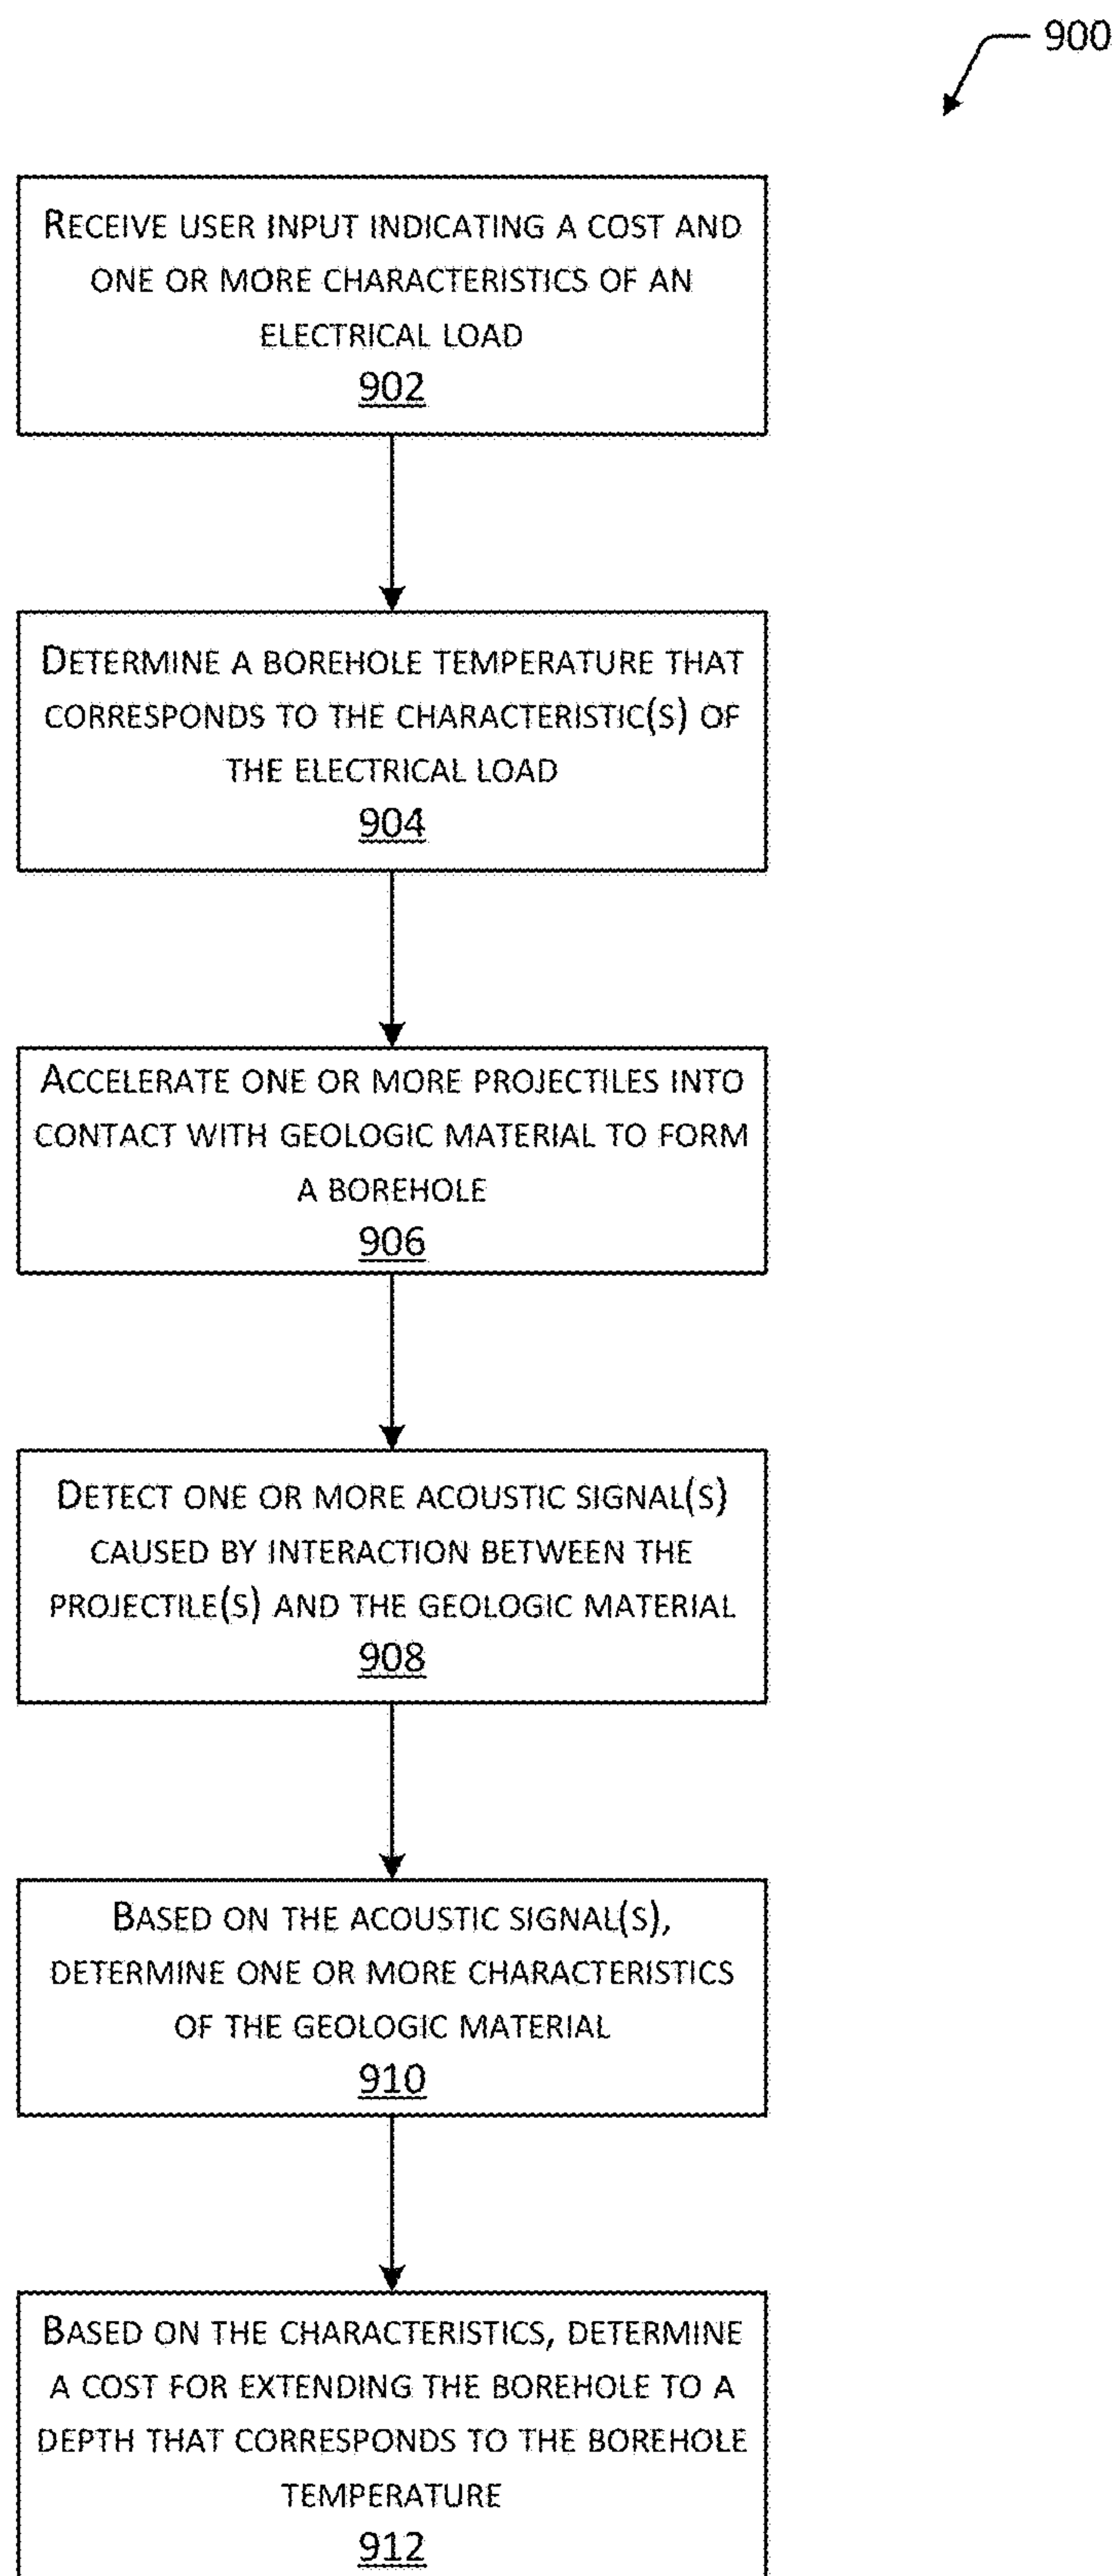 900
RECEIVE USER INPUT INDICATING A COST AND
ONE OR MORE CHARACTERISTICS OF AN
ELECTRICAL LOAD
902
DETERMINE A BOREHOLE TEMPERATURE THAT
CORRESPONDS TO THE CHARACTERISTIC(S) OF
THE ELECTRICAL LOAD
904
ACCELERATE ONE OR MORE PROJECTILES INTO
CONTACT WITH GEOLOGIC MATERIAL TO FORM
A BOREHOLE
906
DETECT ONE OR MORE ACOUSTIC SIGNAL(S)
CAUSED BY INTERACTION BETWEEN THE
PROJECTILE(S) AND THE GEOLOGIC MATERIAL
908
BASED ON THE ACOUSTIC SIGNAL(S),
DETERMINE ONE OR MORE CHARACTERISTICS
OF THE GEOLOGIC MATERIAL
910
BASED ON THE CHARACTERISTICS, DETERMINE
A COST FOR EXTENDING THE BOREHOLE TO A
DEPTH THAT CORRESPONDS TO THE BOREHOLE
TEMPERATURE
912